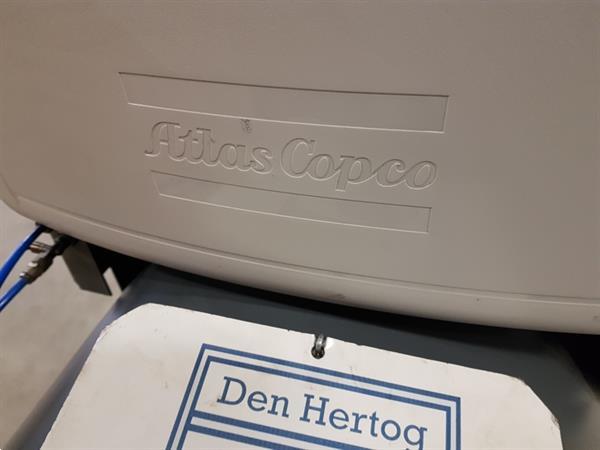 Atlas Copco
Den Hertog